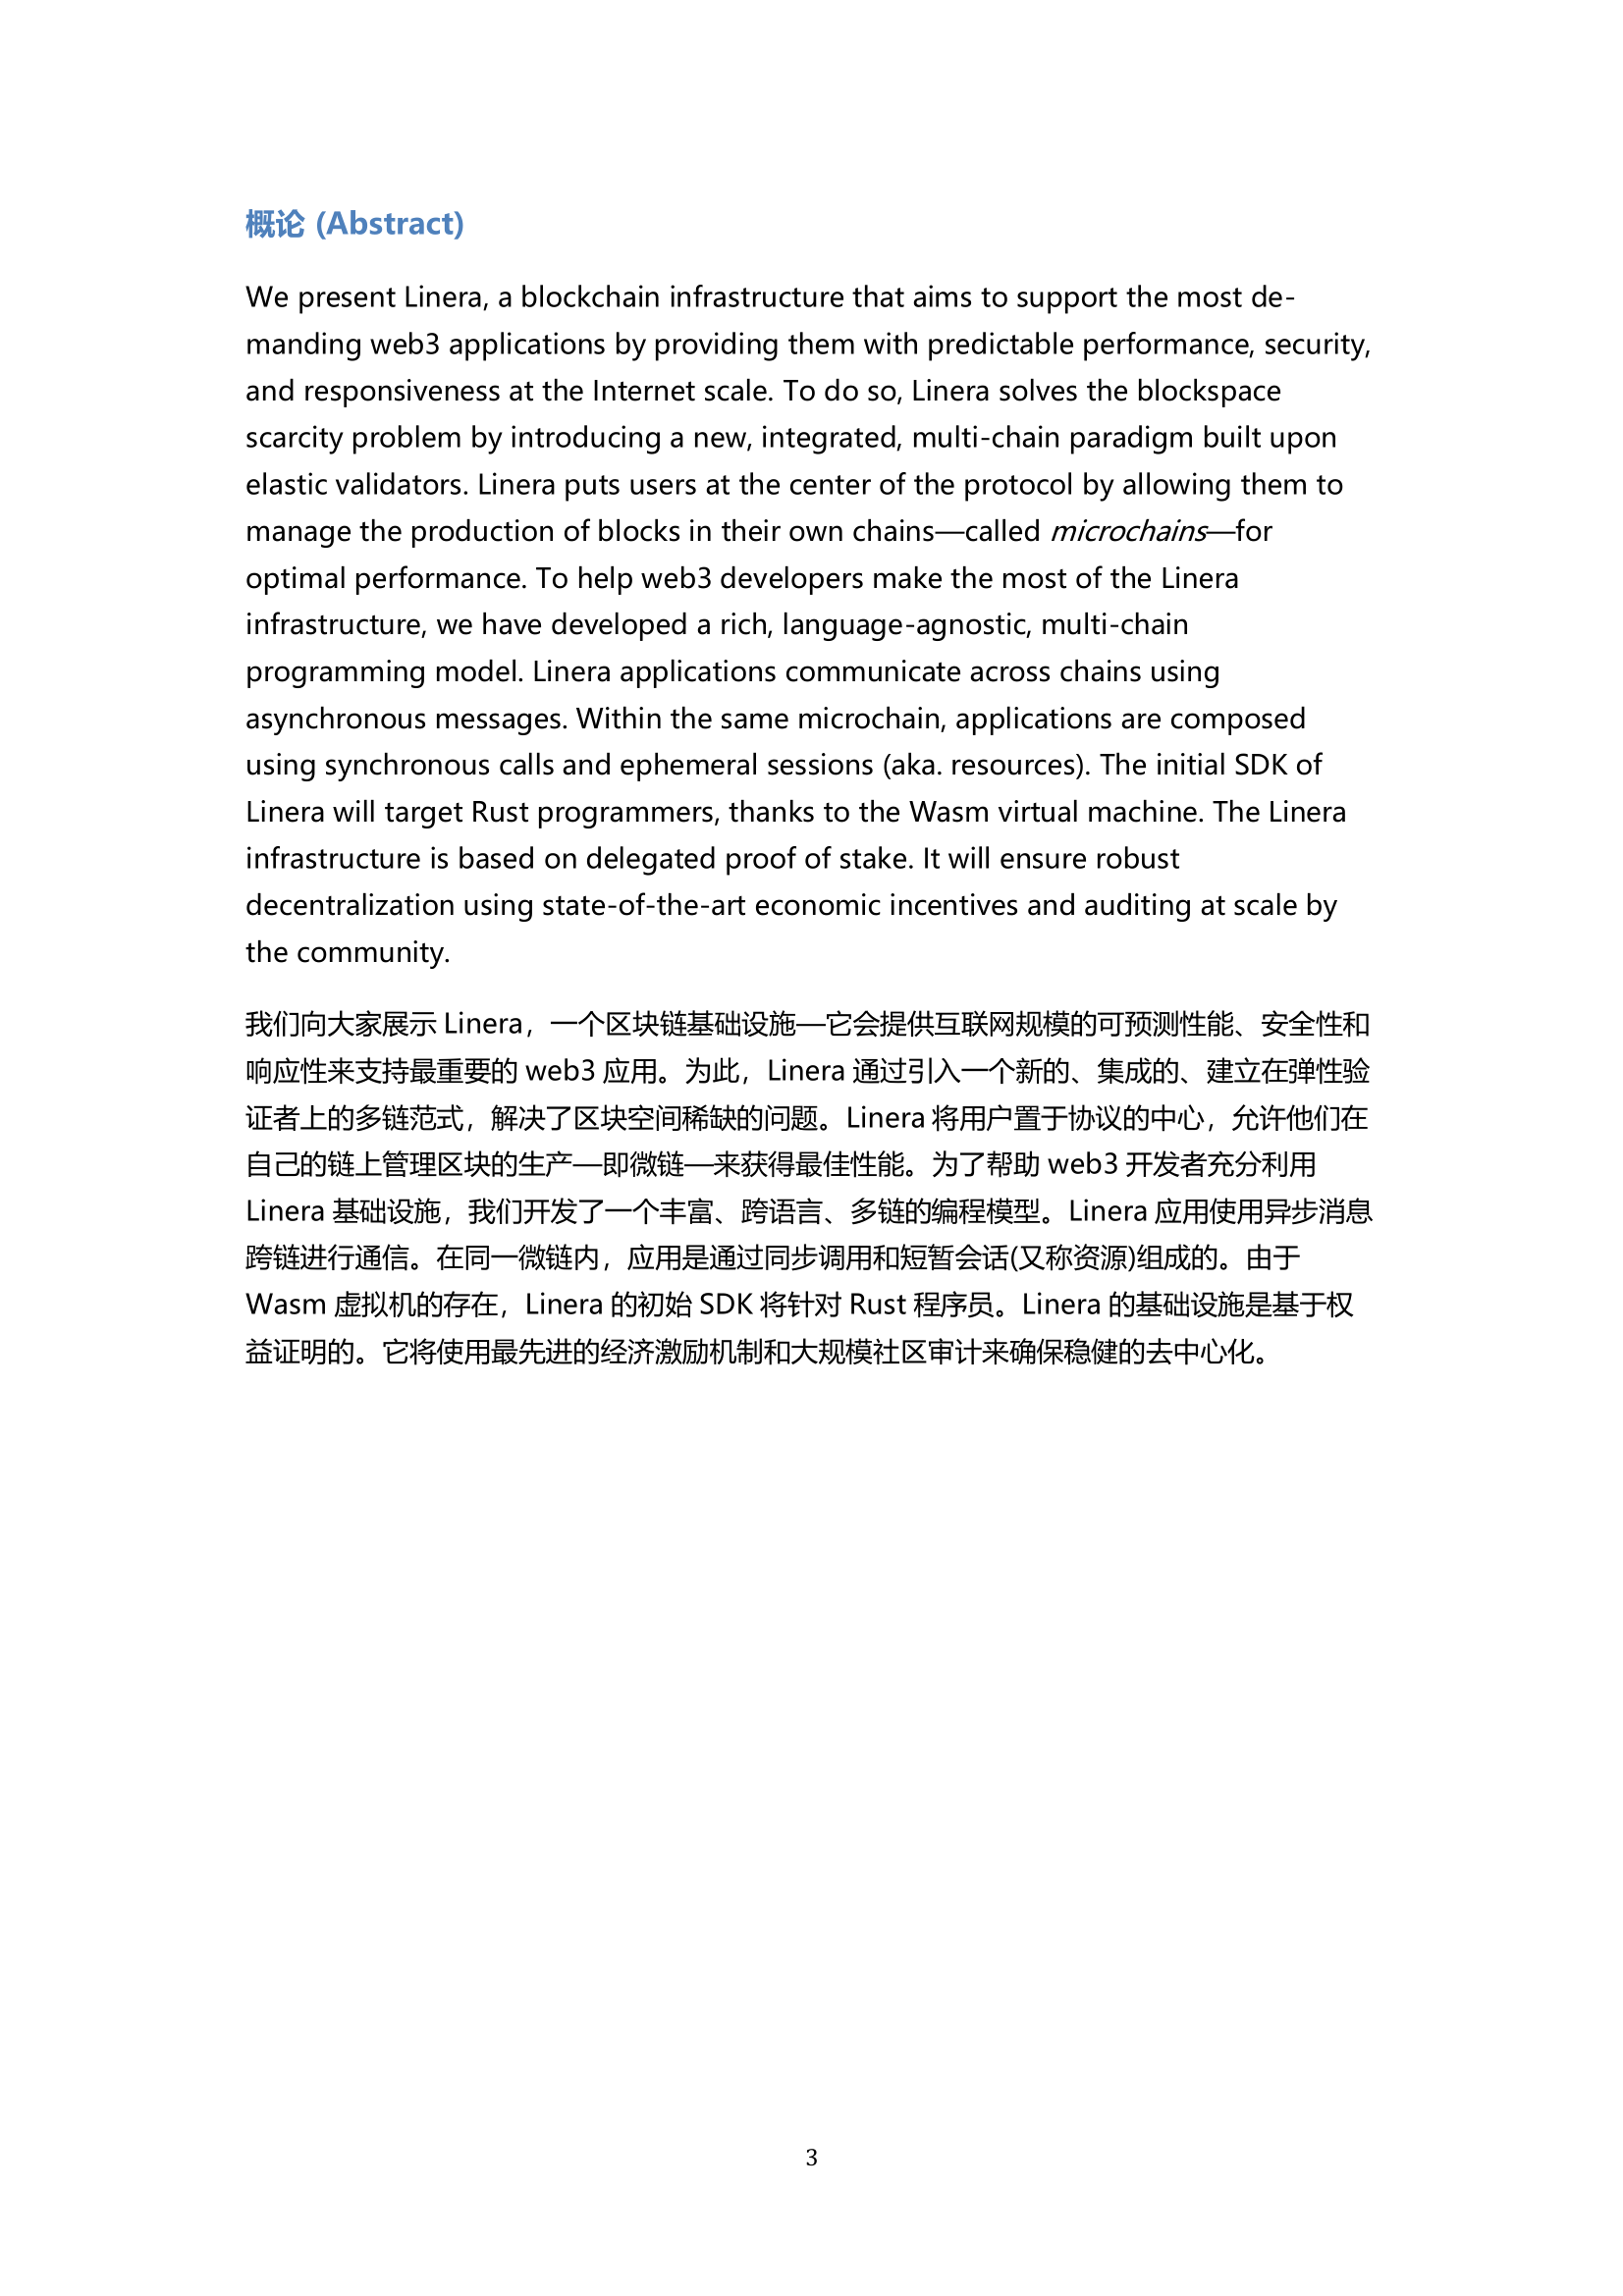 概论 (Abstract)
We present Linera, a blockchain infrastructure that aims to support the most de-
manding web3 applications by providing them with predictable performance, security,
and responsiveness at the Internet scale. To do so, Linera solves the blockspace
scarcity problem by introducing a new, integrated, multi-chain paradigm built upon
elastic validators. Linera puts users at the center of the protocol by allowing them to
manage the production of blocks in their own chains—called microchains—for
optimal performance. To help web3 developers make the most of the Linera
infrastructure, we have developed a rich, language-agnostic, multi-chain
programming model. Linera applications communicate across chains using
asynchronous messages. Within the same microchain, applications are composed
using synchronous calls and ephemeral sessions (aka. resources). The initial SDK of
Linera will target Rust programmers, thanks to the Wasm virtual machine. The Linera
infrastructure is based on delegated proof of stake. It will ensure robust
decentralization using state-of-the-art economic incentives and auditing at scale by
the community.
我们向大家展示 Linera，一个区块链基础设施—它会提供互联网规模的可预测性能、安全性和
响应性来支持最重要的 web3 应用。为此，Linera 通过引入一个新的、集成的、建立在弹性验
证者上的多链范式，解决了区块空间稀缺的问题。Linera 将用户置于协议的中心，允许他们在
自己的链上管理区块的生产—即微链—来获得最佳性能。为了帮助 web3 开发者充分利用
Linera 基础设施，我们开发了一个丰富、跨语言、多链的编程模型。Linera 应用使用异步消息
跨链进行通信。在同一微链内，应用是通过同步调用和短暂会话(又称资源)组成的。由于
Wasm 虚拟机的存在，Linera 的初始 SDK 将针对 Rust 程序员。Linera 的基础设施是基于权
益证明的。它将使用最先进的经济激励机制和大规模社区审计来确保稳健的去中心化。
3